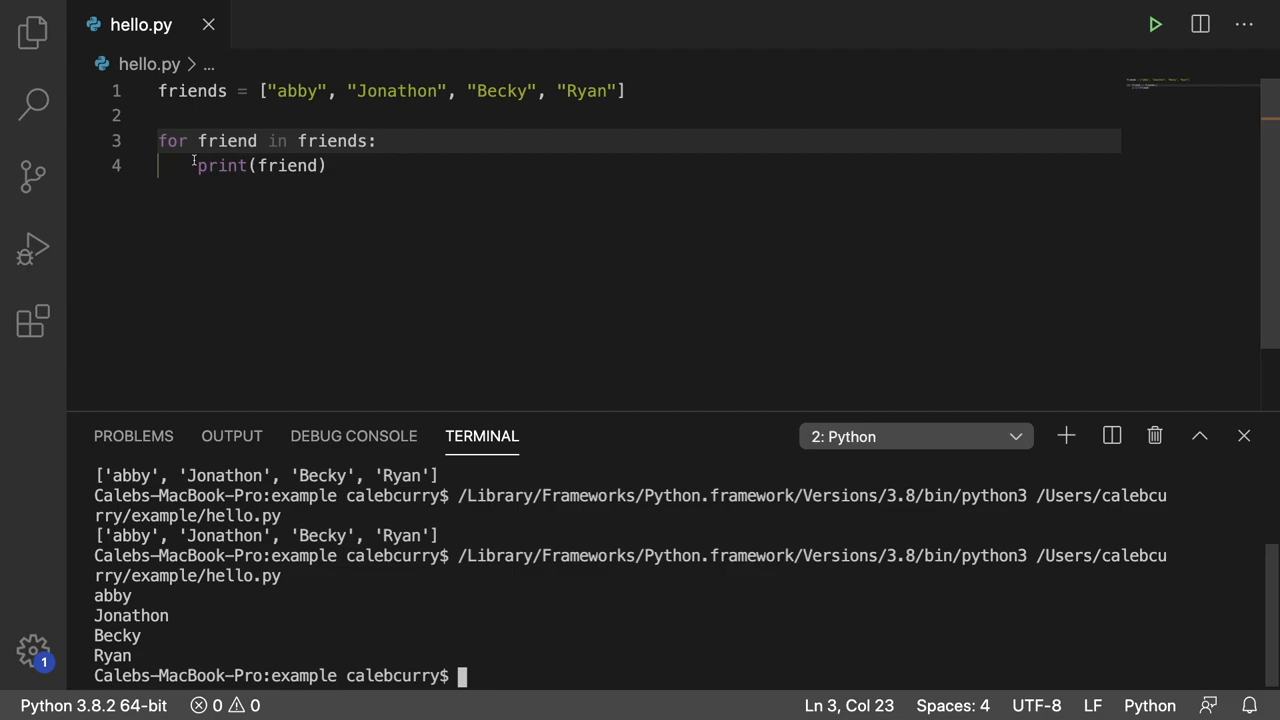 hello.py
hello.py > ...
1 friends = ["abby", "Jonathon", "Becky", "Ryan"]
2
3 for friend in friends:
4     print(friend)
PROBLEMS OUTPUT DEBUG CONSOLE TERMINAL 2: Python
['abby', 'Jonathon', 'Becky', 'Ryan']
Calebs-MacBook-Pro:example calebcurry$ /Library/Frameworks/Python.framework/Versions/3.8/bin/python3 /Users/calebcu
rry/example/hello.py
['abby', 'Jonathon', 'Becky', 'Ryan']
Calebs-MacBook-Pro:example calebcurry$ /Library/Frameworks/Python.framework/Versions/3.8/bin/python3 /Users/calebcu
rry/example/hello.py
abby
Jonathon
Becky
Ryan
Calebs-MacBook-Pro:example calebcurry$
1
Python 3.8.2 64-bit 0 0 Ln 3, Col 23 Spaces: 4 UTF-8 LF Python